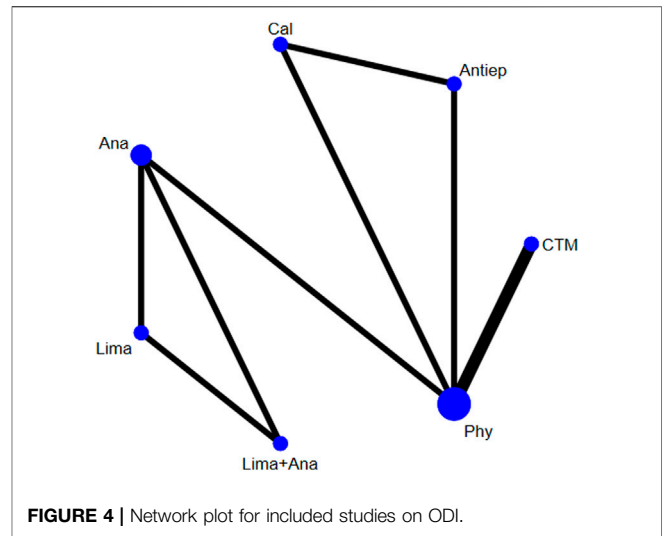 Cal
Antiep
Ana
CTM
Lima
Phy
Lima+Ana
FIGURE 4 | Network plot for included studies on ODI.